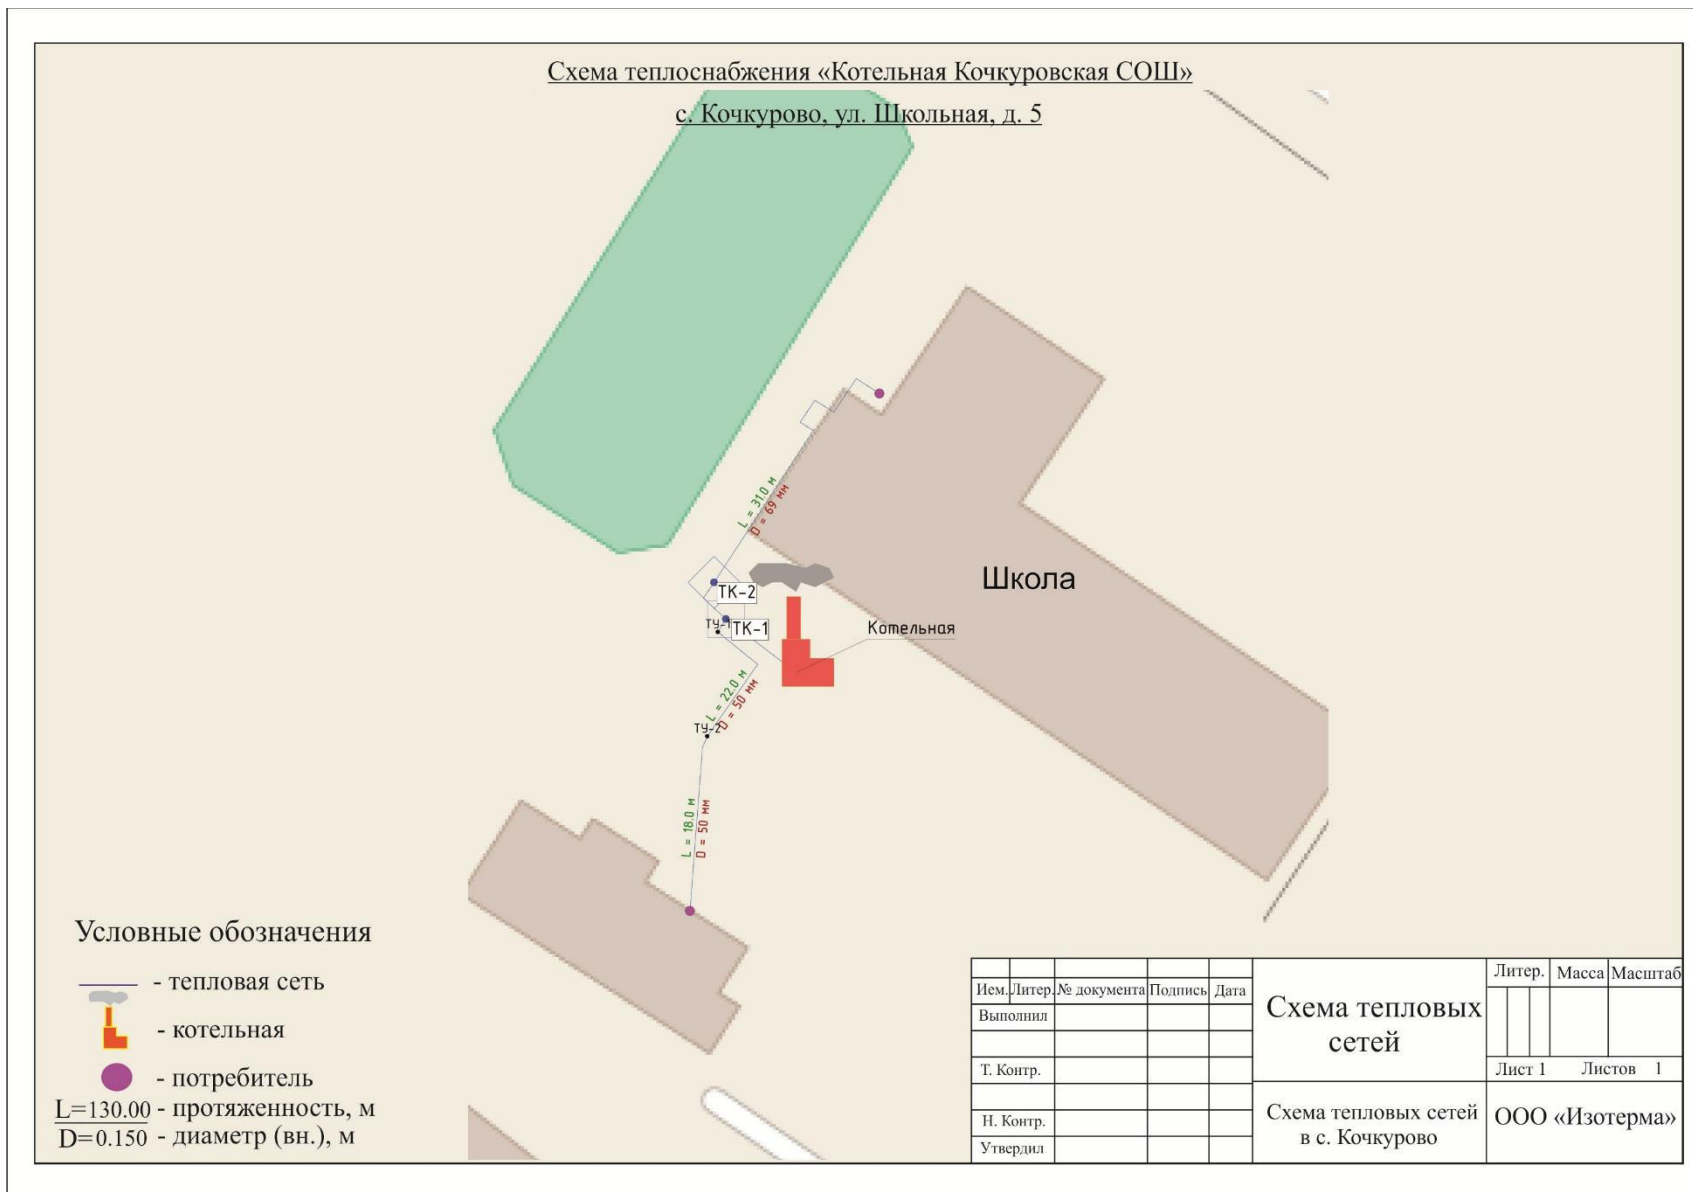 Схема теплоснабжения «Котельная Кочкуровская СОШ»
с. Кочкурово, ул. Школьная, д. 5
L = 31.0 м
D = 69 мм
ТК-2
Школа
ТУ-1
ТК-1
Котельная
L = 22.0 м
D = 50 мм
ТУ-2
L = 18.0 м
D = 50 мм
Условные обозначения
- тепловая сеть
- котельная
- потребитель
L=130.00 - протяженность, м
D=0.150 - диаметр (вн.), м
Ием. Литер. № документа Подпись Дата
Выполнил
Т. Контр.
Н. Контр.
Утвердил
Схема тепловых
сетей
Схема тепловых сетей
в с. Кочкурово
Литер. Масса Масштаб
Лист 1 Листов 1
ООО «Изотерма»